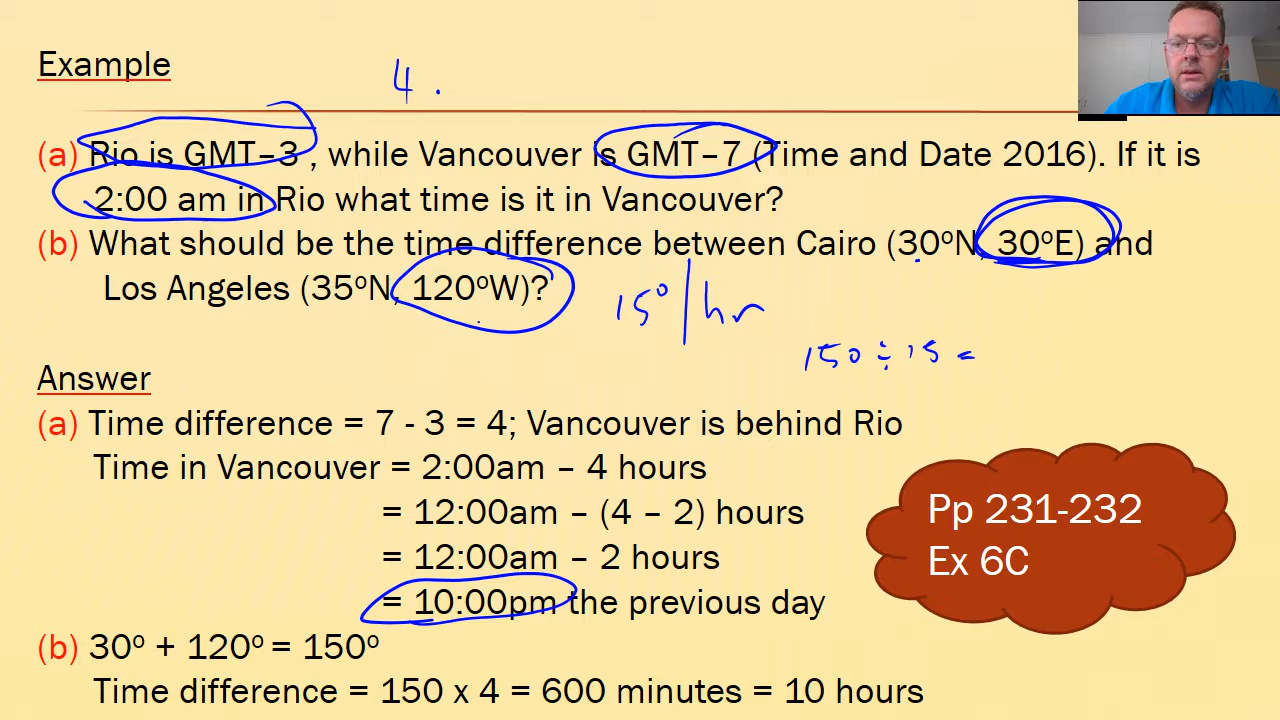 Example
4.
(a) Rio is GMT–3 , while Vancouver is GMT–7 (Time and Date 2016). If it is
2:00 am in Rio what time is it in Vancouver?
(b) What should be the time difference between Cairo (30ºN, 30ºE) and
Los Angeles (35ºN, 120ºW)?
15º/hr
150 ÷ 15 =
Answer
(a) Time difference = 7 - 3 = 4; Vancouver is behind Rio
Time in Vancouver = 2:00am – 4 hours
= 12:00am – (4 – 2) hours
= 12:00am – 2 hours
= 10:00pm the previous day
Pp 231-232
Ex 6C
(b) 30º + 120º = 150º
Time difference = 150 x 4 = 600 minutes = 10 hours